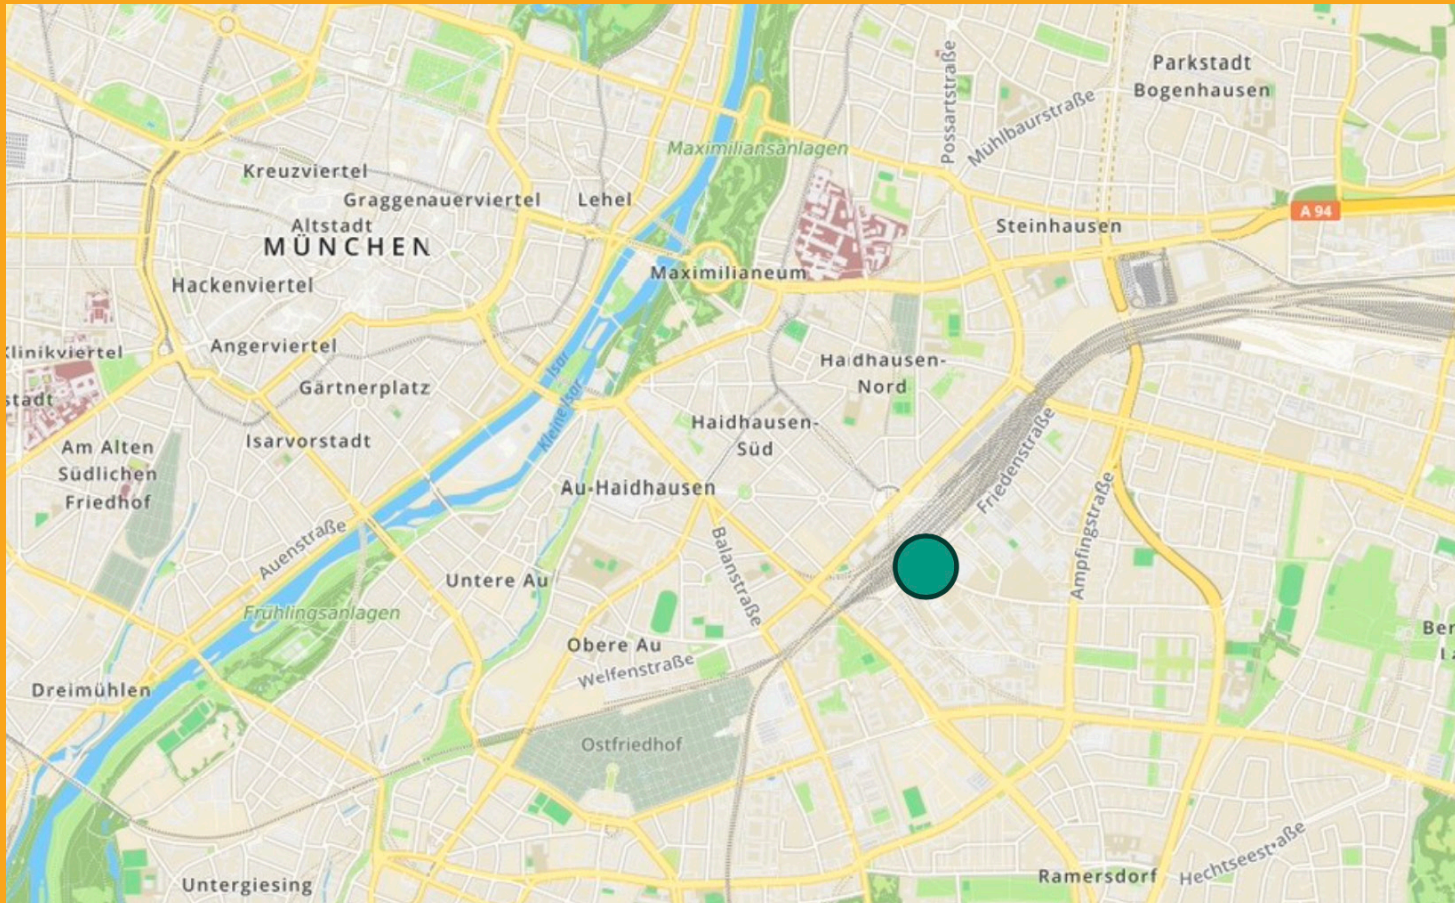 Parkstadt
Bogenhausen
Possartstraße
Mühlbaurstraße
Maximiliansanlagen
Kreuzviertel
Graggenauerviertel
Lehel
Altstadt
MÜNCHEN
A 94
Steinhausen
Maximilianeum
Hackenviertel
Klinikviertel
Angerviertel
Isar
Haidhausen-
Nord
Gärtnerplatz
stadt
Kleine Isar
Haidhausen-
Süd
Isarvorstadt
Am Alten
Südlichen
Friedhof
Friedenstraße
Au-Haidhausen
Auenstraße
Balanstraße
Ampfingstraße
Untere Au
Frühlingsanlagen
Ber
Obere Au
Welfenstraße
Dreimühlen
Ostfriedhof
Untergiesing
Ramersdorf
Hechtseestraße